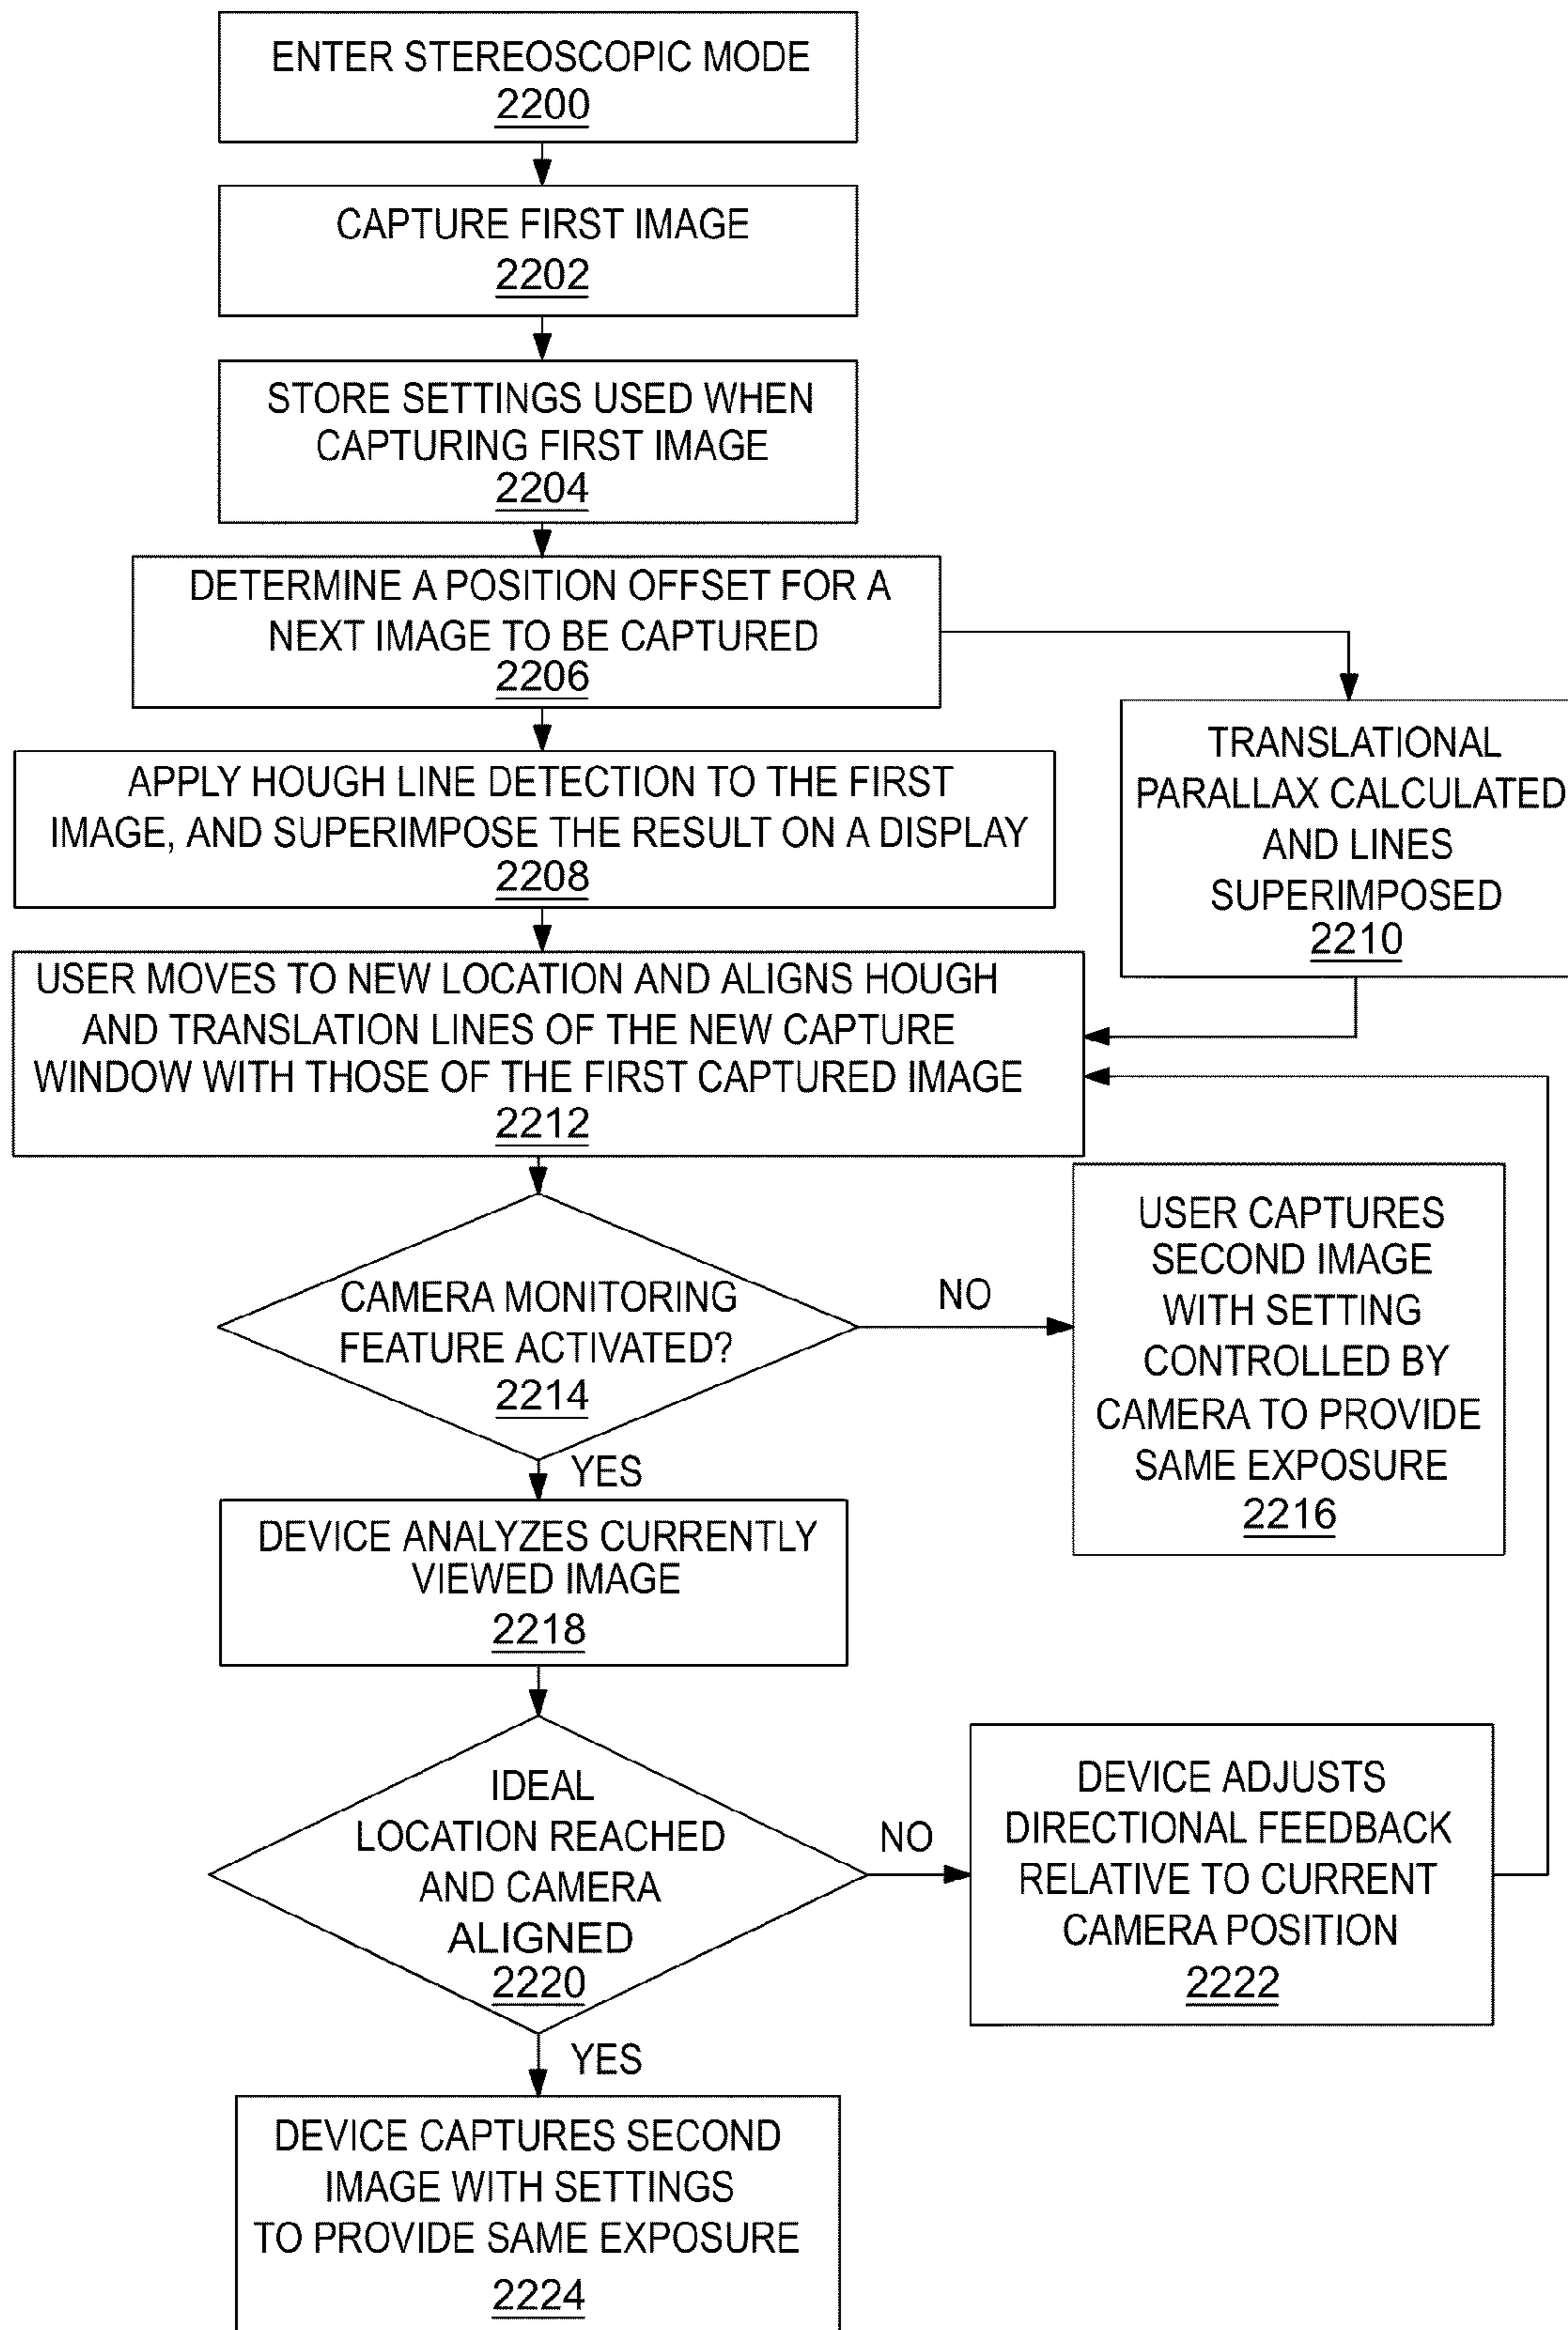 ENTER STEREOSCOPIC MODE
2200
CAPTURE FIRST IMAGE
2202
STORE SETTINGS USED WHEN
CAPTURING FIRST IMAGE
2204
DETERMINE A POSITION OFFSET FOR A
NEXT IMAGE TO BE CAPTURED
2206
APPLY HOUGH LINE DETECTION TO THE FIRST
IMAGE, AND SUPERIMPOSE THE RESULT ON A DISPLAY
2208
TRANSLATIONAL
PARALLAX CALCULATED
AND LINES
SUPERIMPOSED
2210
USER MOVES TO NEW LOCATION AND ALIGNS HOUGH
AND TRANSLATION LINES OF THE NEW CAPTURE
WINDOW WITH THOSE OF THE FIRST CAPTURED IMAGE
2212
CAMERA MONITORING
FEATURE ACTIVATED?
2214
NO
USER CAPTURES
SECOND IMAGE
WITH SETTING
CONTROLLED BY
CAMERA TO PROVIDE
SAME EXPOSURE
2216
YES
DEVICE ANALYZES CURRENTLY
VIEWED IMAGE
2218
IDEAL
LOCATION REACHED
AND CAMERA
ALIGNED
2220
NO
DEVICE ADJUSTS
DIRECTIONAL FEEDBACK
RELATIVE TO CURRENT
CAMERA POSITION
2222
YES
DEVICE CAPTURES SECOND
IMAGE WITH SETTINGS
TO PROVIDE SAME EXPOSURE
2224